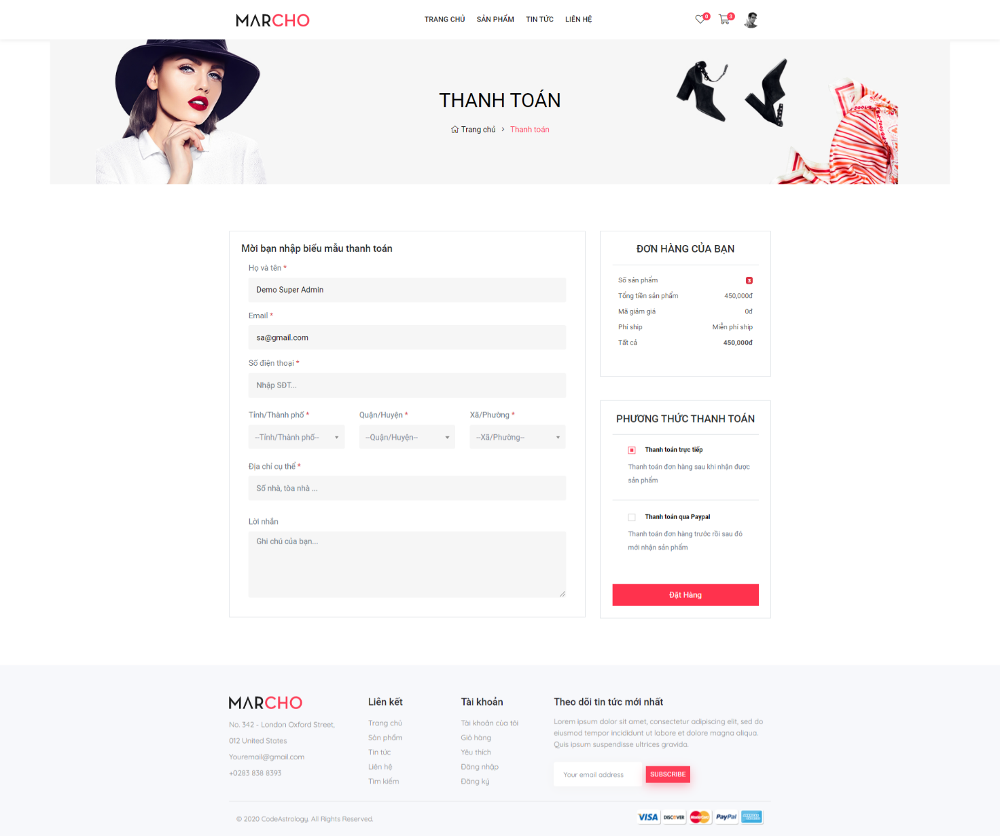 MARCHO
TRANG CHỦ SẢN PHẨM TIN TỨC LIÊN HỆ
0 3
THANH TOÁN
Trang chủ > Thanh toán
Mời bạn nhập biểu mẫu thanh toán
Họ và tên *
Demo Super Admin
Email *
sa@gmail.com
Số điện thoại *
Nhập SĐT...
Tỉnh/Thành phố * Quận/Huyện * Xã/Phường *
--Tỉnh/Thành phố-- --Quận/Huyện-- --Xã/Phường--
Địa chỉ cụ thể *
Số nhà, tòa nhà ...
Lời nhắn
Ghi chú của bạn...
ĐƠN HÀNG CỦA BẠN
Số sản phẩm 3
Tổng tiền sản phẩm 450,000đ
Mã giảm giá 0đ
Phí ship Miễn phí ship
Tất cả 450,000đ
PHƯƠNG THỨC THANH TOÁN
Thanh toán trực tiếp
Thanh toán đơn hàng sau khi nhận được
sản phẩm
Thanh toán qua Paypal
Thanh toán đơn hàng trước rồi sau đó
mới nhận sản phẩm
Đặt Hàng
MARCHO
No. 342 - London Oxford Street,
012 United States
Youremail@gmail.com
+0283 838 8393
Liên kết
Trang chủ
Sản phẩm
Tin tức
Liên hệ
Tìm kiếm
Tài khoản
Tài khoản của tôi
Giỏ hàng
Yêu thích
Đăng nhập
Đăng ký
Theo dõi tin tức mới nhất
Lorem ipsum dolor sit amet, consectetur adipiscing elit, sed do
eiusmod tempor incididunt ut labore et dolore magna aliqua.
Quis ipsum suspendisse ultrices gravida.
Your email address SUBSCRIBE
© 2020 CodeAstrology. All Rights Reserved.
VISA DISCOVER MasterCard PayPal